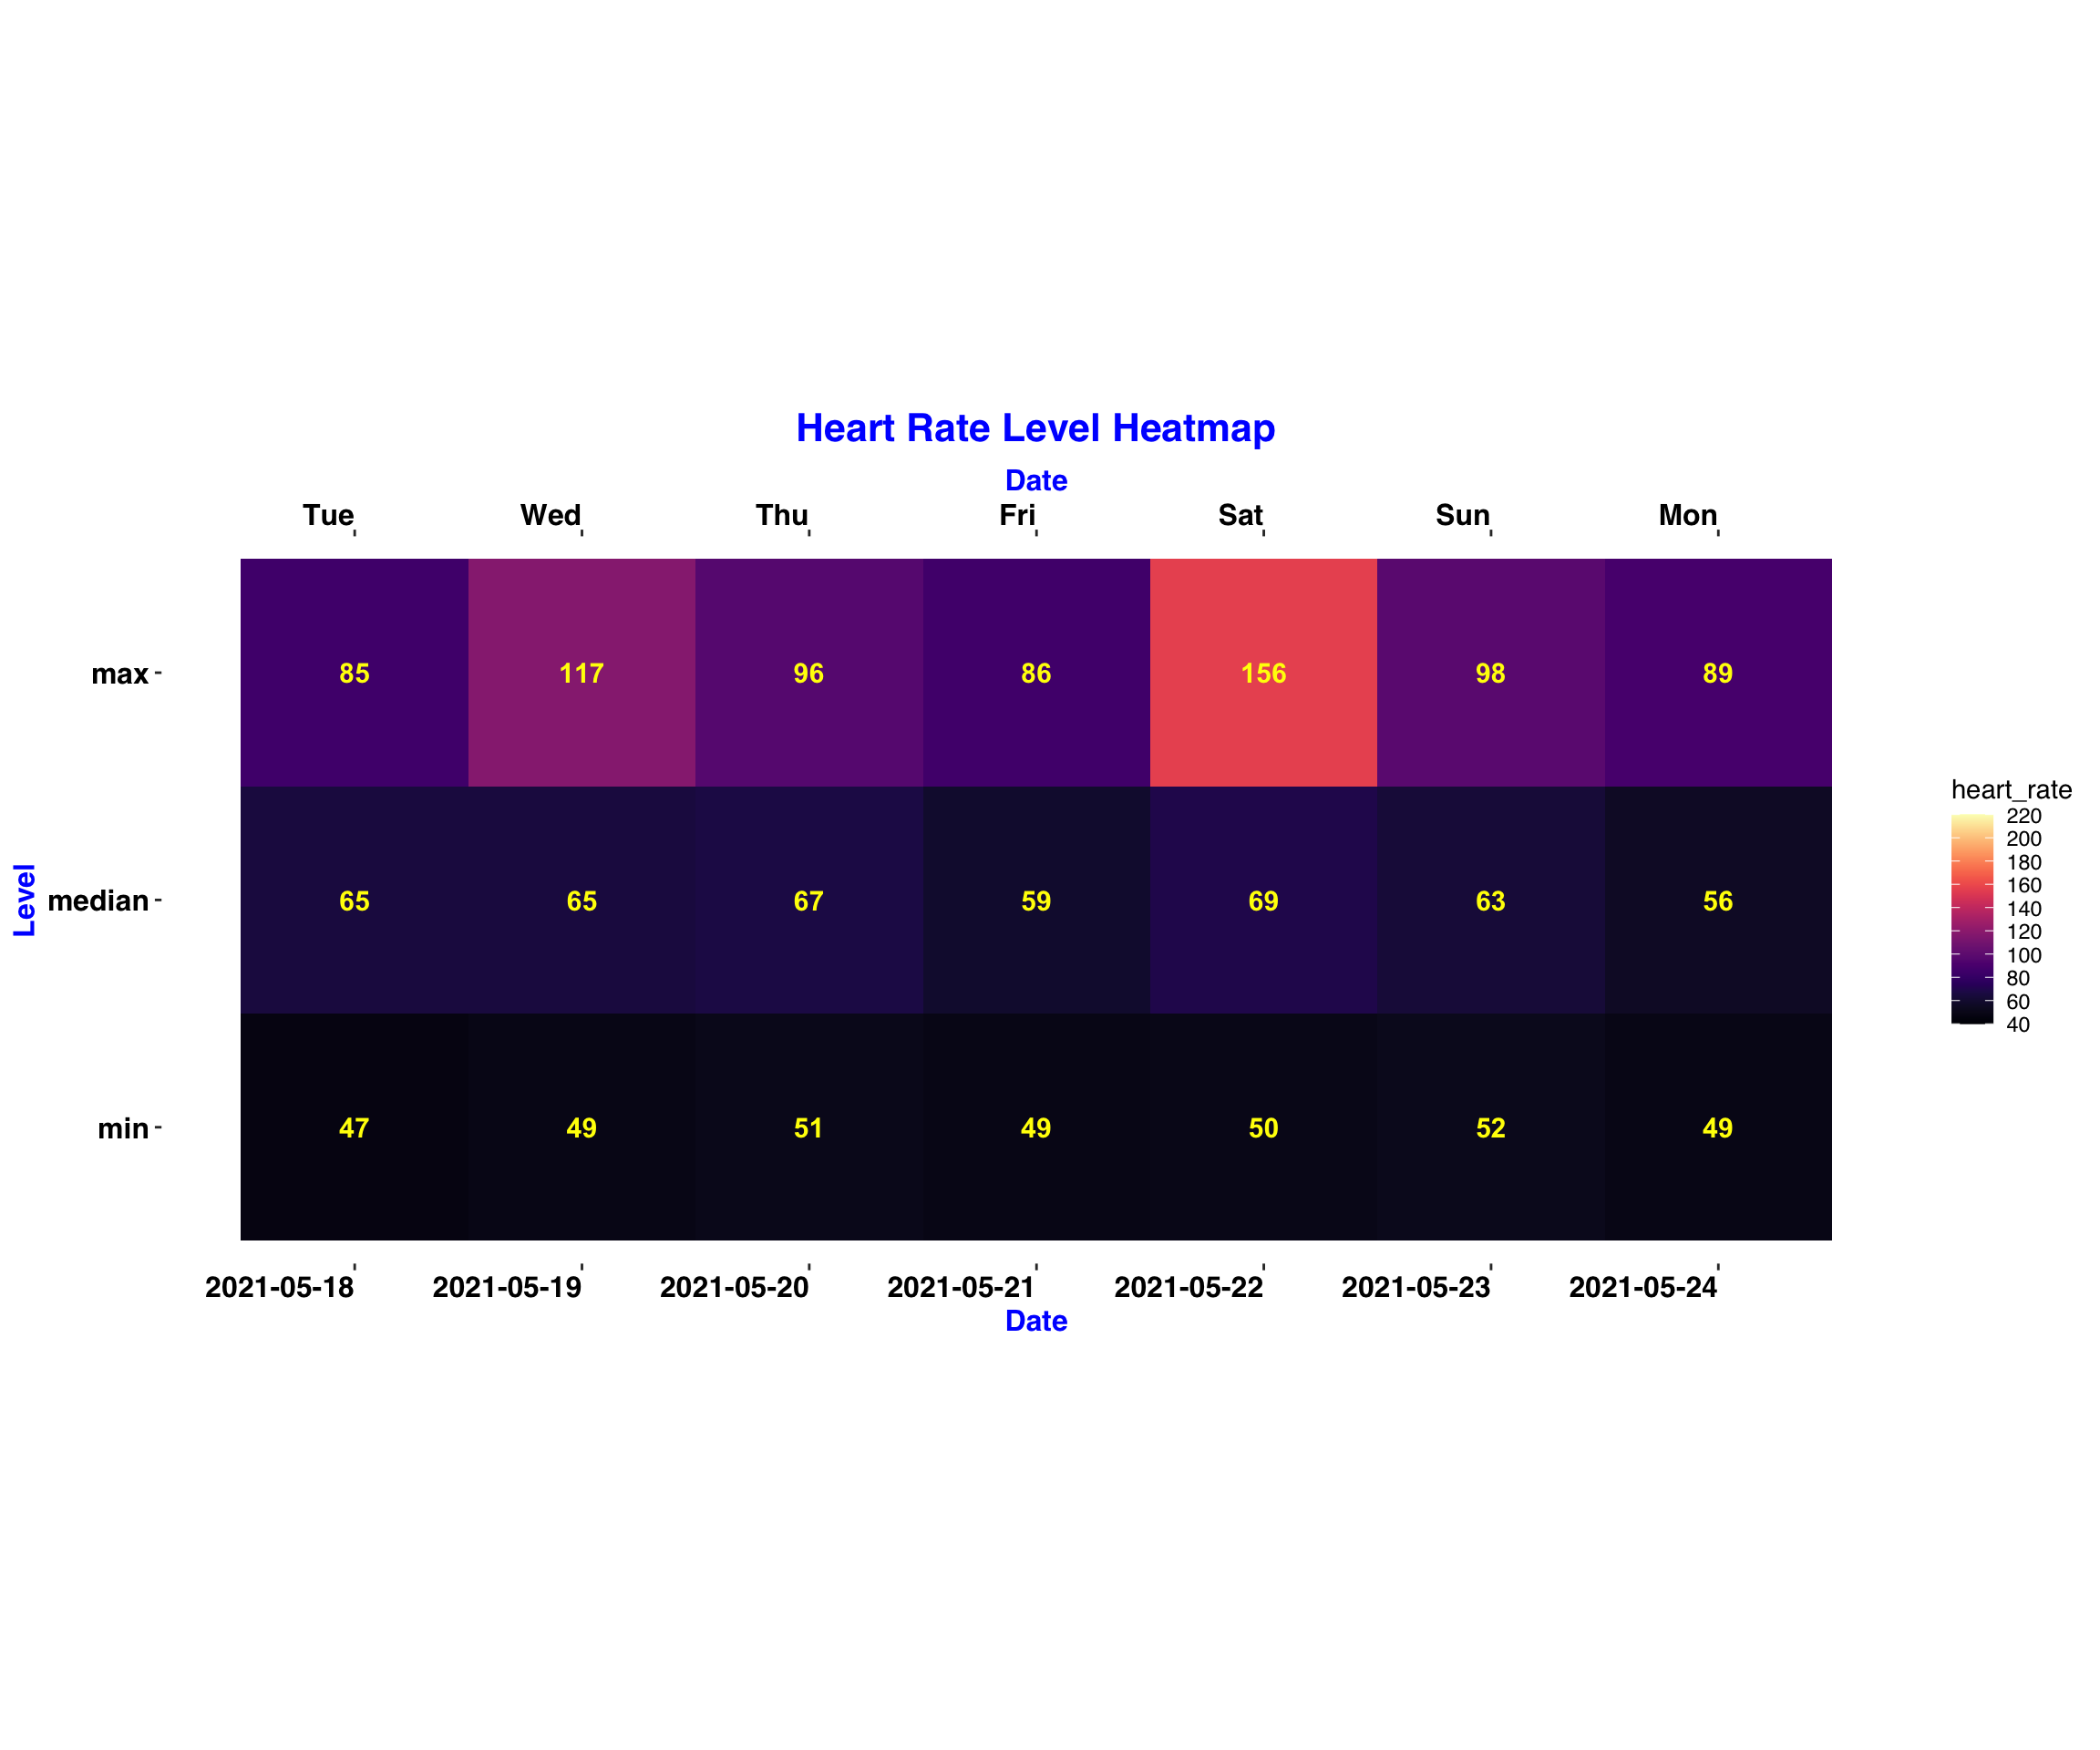 Heart Rate Level Heatmap
Date
Tue Wed Thu Fri Sat Sun Mon
max 85 117 96 86 156 98 89
median 65 65 67 59 69 63 56
min 47 49 51 49 50 52 49
2021-05-18 2021-05-19 2021-05-20 2021-05-21 2021-05-22 2021-05-23 2021-05-24
Date
Level
heart_rate
220
200
180
160
140
120
100
80
60
40